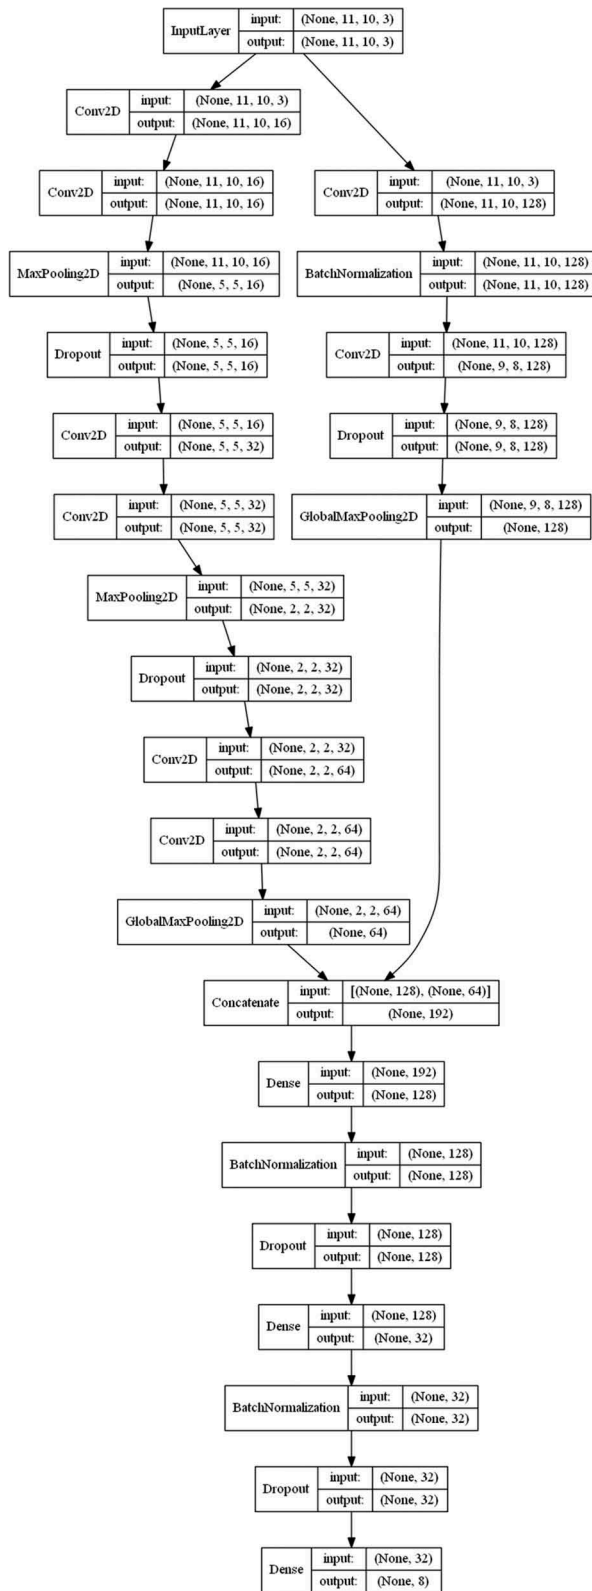 InputLayer
input: (None, 11, 10, 3)
output: (None, 11, 10, 3)
Conv2D
input: (None, 11, 10, 3)
output: (None, 11, 10, 16)
Conv2D
input: (None, 11, 10, 16)
output: (None, 11, 10, 16)
Conv2D
input: (None, 11, 10, 3)
output: (None, 11, 10, 128)
MaxPooling2D
input: (None, 11, 10, 16)
output: (None, 5, 5, 16)
BatchNormalization
input: (None, 11, 10, 128)
output: (None, 11, 10, 128)
Dropout
input: (None, 5, 5, 16)
output: (None, 5, 5, 16)
Conv2D
input: (None, 11, 10, 128)
output: (None, 9, 8, 128)
Conv2D
input: (None, 5, 5, 16)
output: (None, 5, 5, 32)
Dropout
input: (None, 9, 8, 128)
output: (None, 9, 8, 128)
Conv2D
input: (None, 5, 5, 32)
output: (None, 5, 5, 32)
GlobalMaxPooling2D
input: (None, 9, 8, 128)
output: (None, 128)
MaxPooling2D
input: (None, 5, 5, 32)
output: (None, 2, 2, 32)
Dropout
input: (None, 2, 2, 32)
output: (None, 2, 2, 32)
Conv2D
input: (None, 2, 2, 32)
output: (None, 2, 2, 64)
Conv2D
input: (None, 2, 2, 64)
output: (None, 2, 2, 64)
GlobalMaxPooling2D
input: (None, 2, 2, 64)
output: (None, 64)
Concatenate
input: [(None, 128), (None, 64)]
output: (None, 192)
Dense
input: (None, 192)
output: (None, 128)
BatchNormalization
input: (None, 128)
output: (None, 128)
Dropout
input: (None, 128)
output: (None, 128)
Dense
input: (None, 128)
output: (None, 32)
BatchNormalization
input: (None, 32)
output: (None, 32)
Dropout
input: (None, 32)
output: (None, 32)
Dense
input: (None, 32)
output: (None, 8)